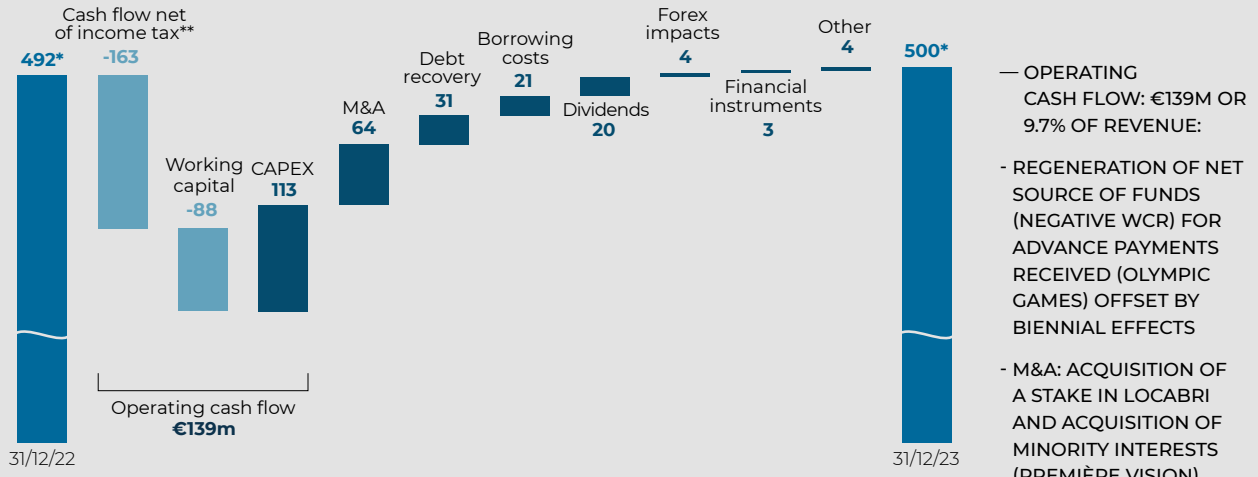 Cash flow net
of income tax**
-163
492*
Working
capital
-88
CAPEX
113
M&A
64
Debt
recovery
31
Borrowing
costs
21
Dividends
20
Forex
impacts
4
Financial
instruments
3
Other
4
500*
Operating cash flow
€139m
31/12/22
31/12/23
— OPERATING
CASH FLOW: €139M OR
9.7% OF REVENUE:
- REGENERATION OF NET
SOURCE OF FUNDS
(NEGATIVE WCR) FOR
ADVANCE PAYMENTS
RECEIVED (OLYMPIC
GAMES) OFFSET BY
BIENNIAL EFFECTS
- M&A: ACQUISITION OF
A STAKE IN LOCABRI
AND ACQUISITION OF
MINORITY INTERESTS
(PREMIÈRE VISION)